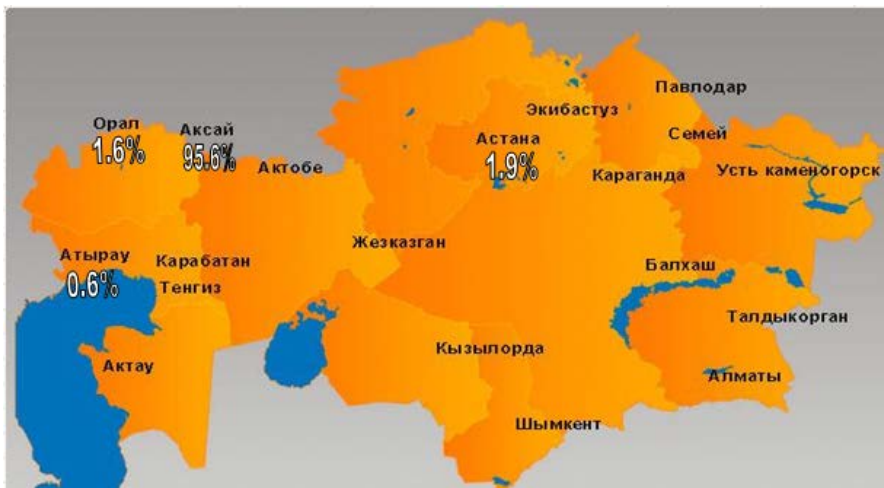 Павлодар
Экибастуз
Орал
1.6%
Аксай
95.6%
Астана
1.9%
Семей
Актобе
Караганда
Усть каменогорск
Жезказган
Атырау
0.6%
Карабатан
Тенгиз
Балхаш
Талдыкорган
Кызылорда
Актау
Алматы
Шымкент